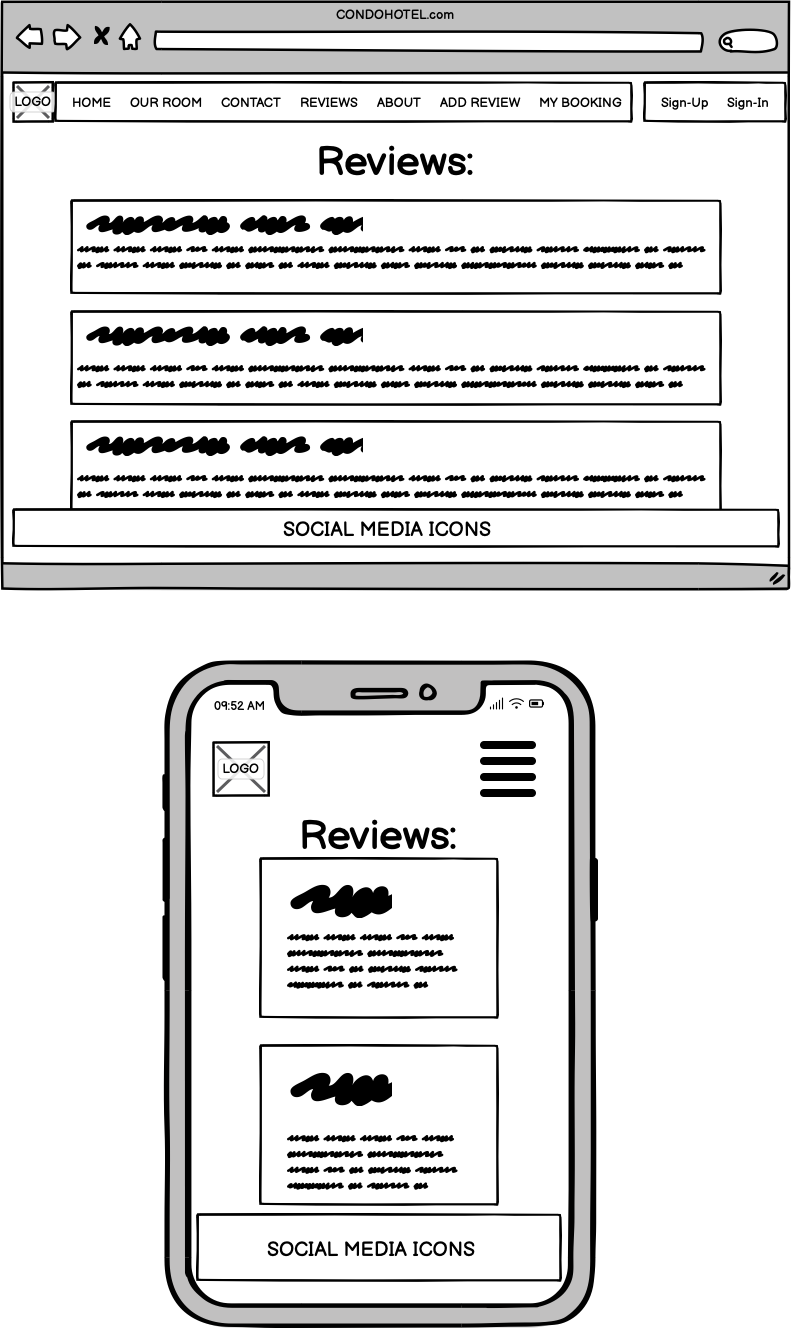 CONDOHOTEL.com
LOGO HOME OUR ROOM CONTACT REVIEWS ABOUT ADD REVIEW MY BOOKING Sign-Up Sign-In
Reviews:
SOCIAL MEDIA ICONS
09:52 AM
LOGO
Reviews:
SOCIAL MEDIA ICONS